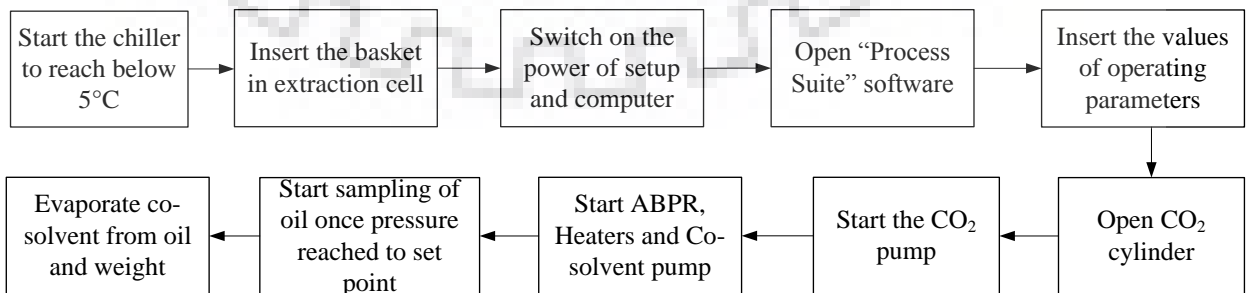 Start the chiller
to reach below
5°C
Insert the basket
in extraction cell
Switch on the
power of setup
and computer
Open “Process
Suite” software
Insert the values
of operating
parameters
Open CO₂
cylinder
Start the CO₂
pump
Start ABPR,
Heaters and Co-
solvent pump
Start sampling of
oil once pressure
reached to set
point
Evaporate co-
solvent from oil
and weight